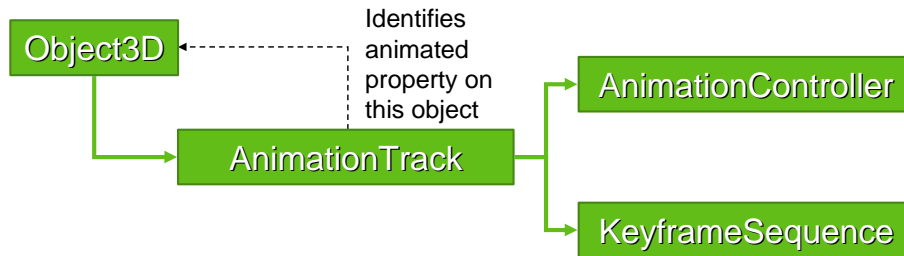 Identifies
animated
property on
this object
Object3D
AnimationController
AnimationTrack
KeyframeSequence